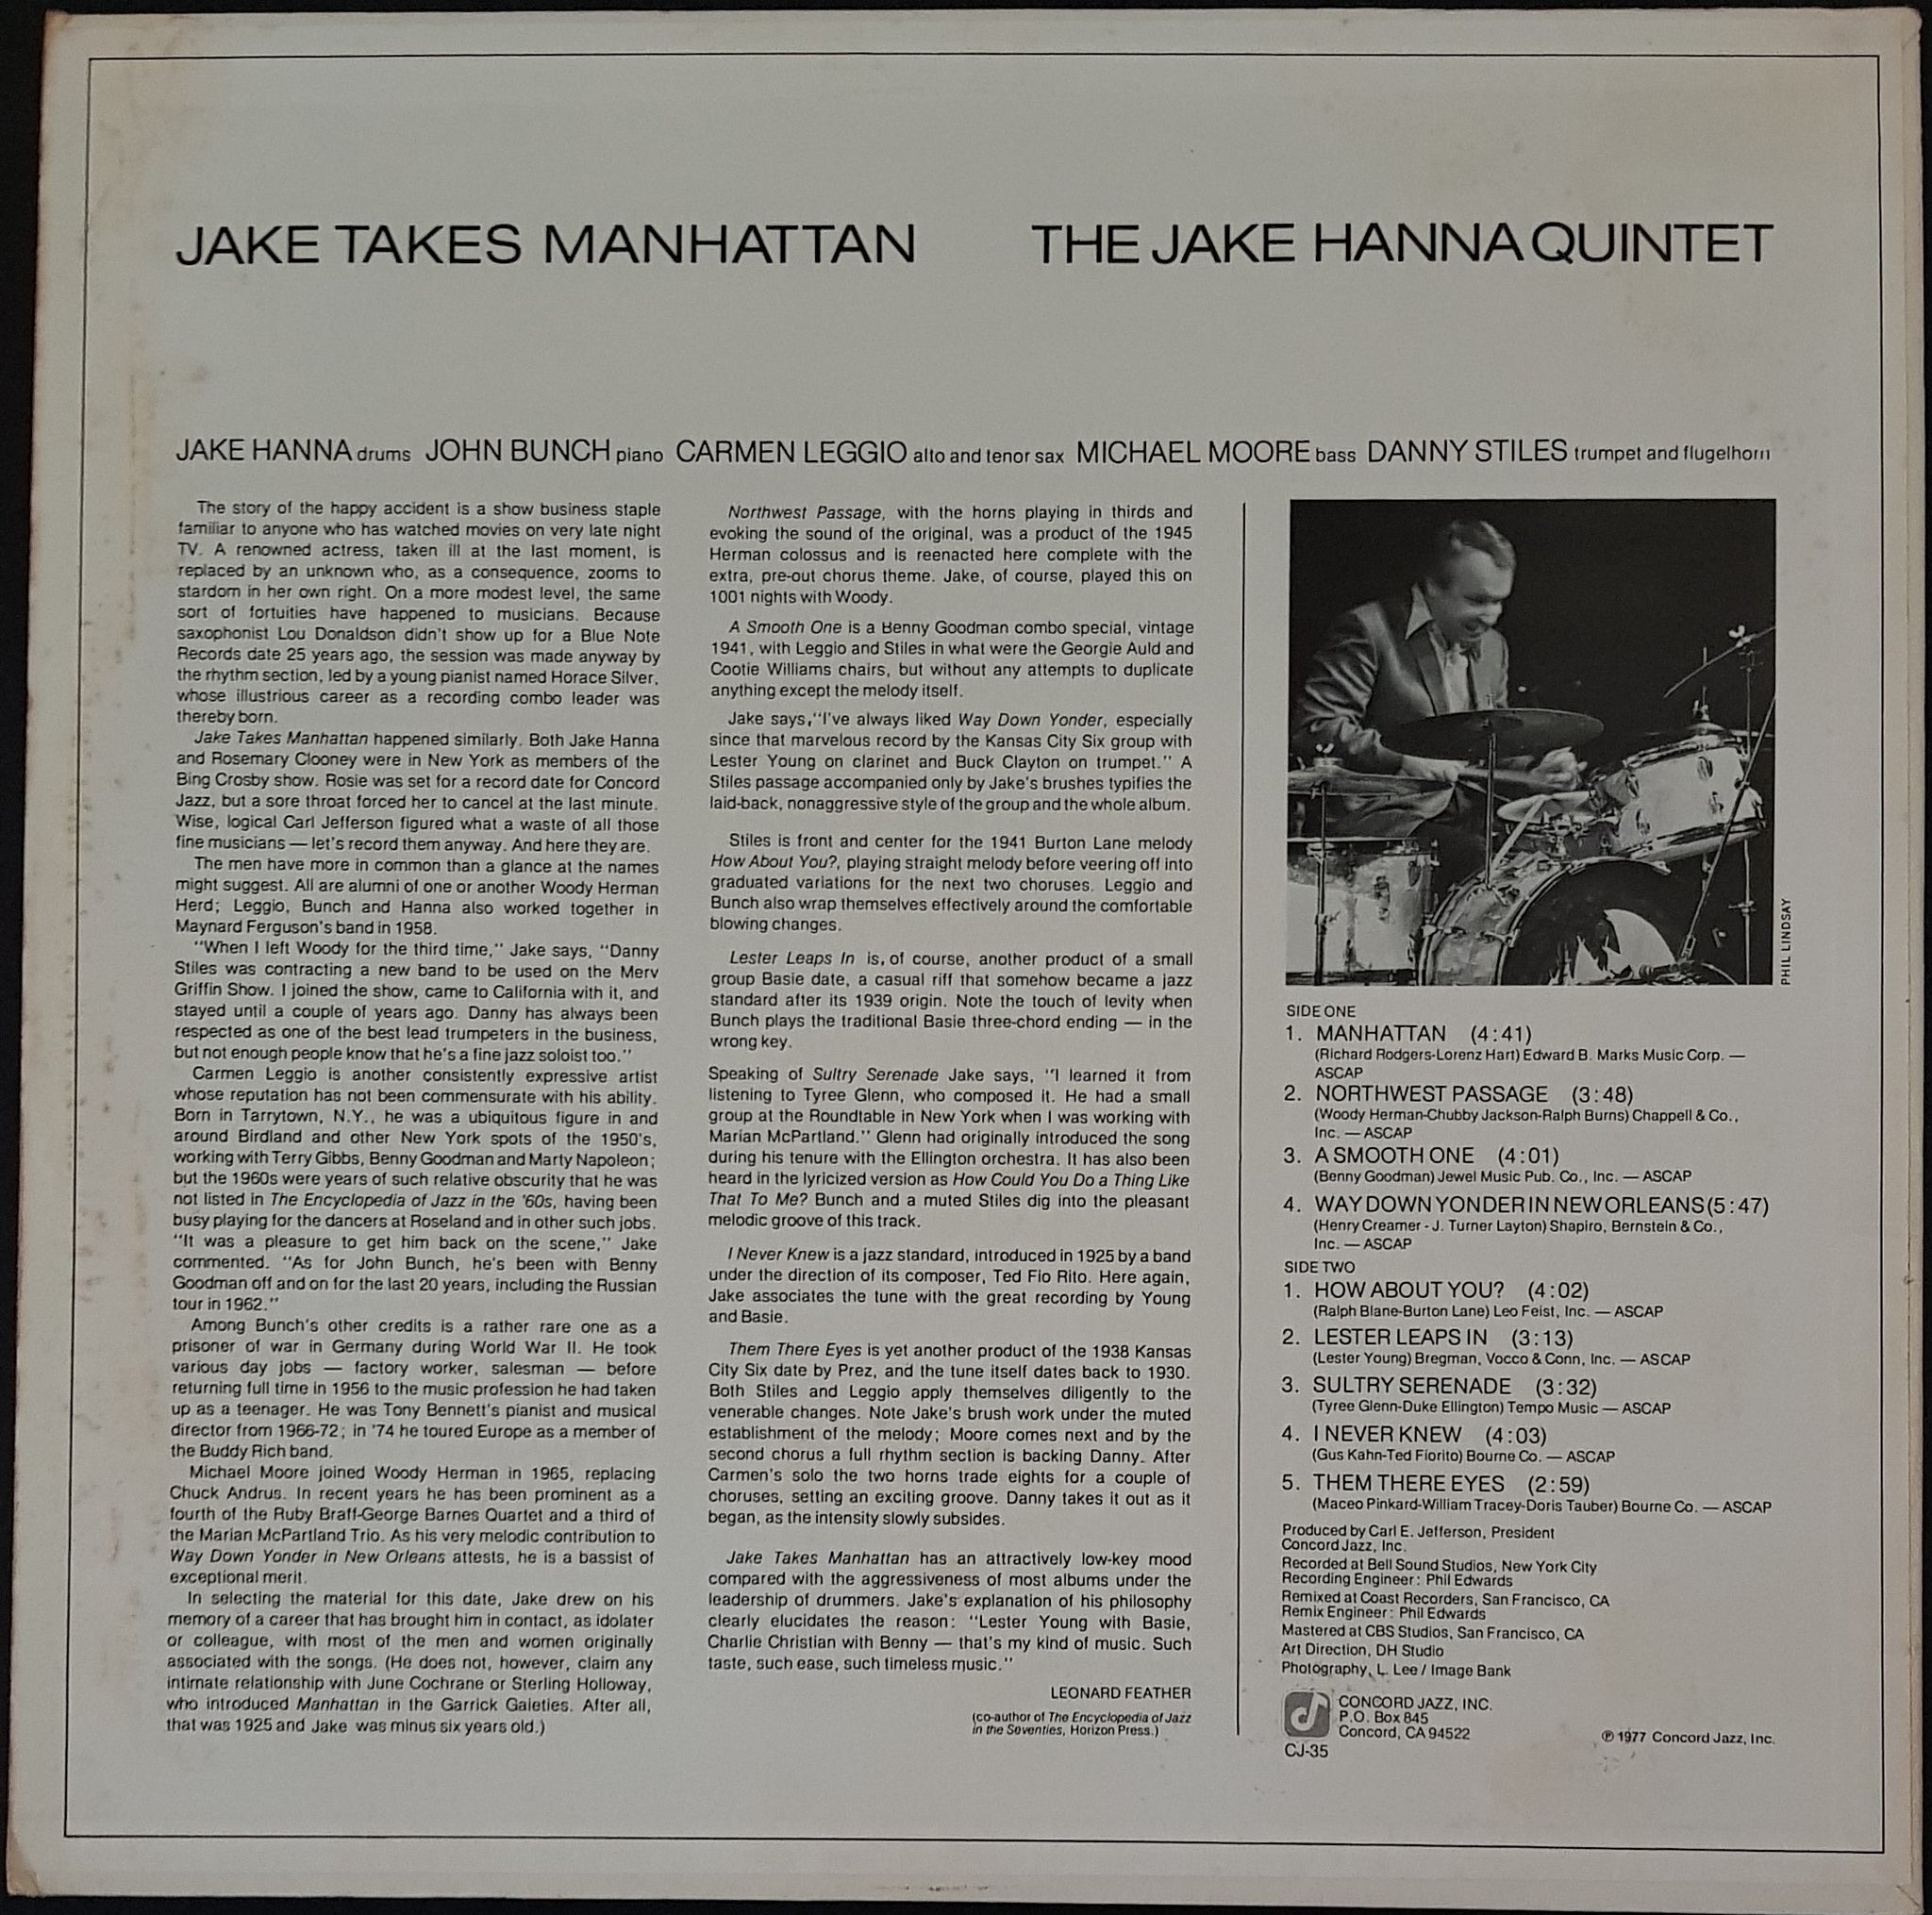 JAKE TAKES MANHATTAN THE JAKE HANNA QUINTET
JAKE HANNA drums JOHN BUNCH piano CARMEN LEGGIO alto and tenor sax MICHAEL MOORE bass DANNY STILES trumpet and flugelhorn
The story of the happy accident is a show business staple
familiar to anyone who has watched movies on very late night
TV. A renowned actress, taken ill at the last moment, is
replaced by an unknown who, as a consequence, zooms to
stardom in her own right. On a more modest level, the same
sort of fortuities have happened to musicians. Because
saxophonist Lou Donaldson didn't show up for a Blue Note
Records date 25 years ago, the session was made anyway by
the rhythm section, led by a young pianist named Horace Silver,
whose illustrious career as a recording combo leader was
thereby born.
Jake Takes Manhattan happened similarly. Both Jake Hanna
and Rosemary Clooney were in New York as members of the
Bing Crosby show. Rosie was set for a record date for Concord
Jazz, but a sore throat forced her to cancel at the last minute.
Wise, logical Carl Jefferson figured what a waste of all those
fine musicians — let's record them anyway. And here they are.
The men have more in common than a glance at the names
might suggest. All are alumni of one or another Woody Herman
Herd; Leggio, Bunch and Hanna also worked together in
Maynard Ferguson's band in 1958.
"When I left Woody for the third time," Jake says, "Danny
Stiles was contracting a new band to be used on the Merv
Griffin Show. I joined the show, came to California with it, and
stayed until a couple of years ago. Danny has always been
respected as one of the best lead trumpeters in the business,
but not enough people know that he's a fine jazz soloist too."
Carmen Leggio is another consistently expressive artist
whose reputation has not been commensurate with his ability.
Born in Tarrytown, N.Y., he was a ubiquitous figure in and
around Birdland and other New York spots of the 1950's,
working with Terry Gibbs, Benny Goodman and Marty Napoleon;
but the 1960s were years of such relative obscurity that he was
not listed in The Encyclopedia of Jazz in the '60s, having been
busy playing for the dancers at Roseland and in other such jobs.
"It was a pleasure to get him back on the scene," Jake
commented. "As for John Bunch, he's been with Benny
Goodman off and on for the last 20 years, including the Russian
tour in 1962."
Among Bunch's other credits is a rather rare one as a
prisoner of war in Germany during World War II. He took
various day jobs — factory worker, salesman — before
returning full time in 1956 to the music profession he had taken
up as a teenager. He was Tony Bennett's pianist and musical
director from 1966-72; in '74 he toured Europe as a member of
the Buddy Rich band.
Michael Moore joined Woody Herman in 1965, replacing
Chuck Andrus. In recent years he has been prominent as a
fourth of the Ruby Braff-George Barnes Quartet and a third of
the Marian McPartland Trio. As his very melodic contribution to
Way Down Yonder in New Orleans attests, he is a bassist of
exceptional merit.
In selecting the material for this date, Jake drew on his
memory of a career that has brought him in contact, as idolater
or colleague, with most of the men and women originally
associated with the songs. (He does not, however, claim any
intimate relationship with June Cochrane or Sterling Holloway,
who introduced Manhattan in the Garrick Gaieties. After all,
that was 1925 and Jake was minus six years old.)
Northwest Passage, with the horns playing in thirds and
evoking the sound of the original, was a product of the 1945
Herman colossus and is reenacted here complete with the
extra, pre-out chorus theme. Jake, of course, played this on
1001 nights with Woody.
A Smooth One is a Benny Goodman combo special, vintage
1941, with Leggio and Stiles in what were the Georgie Auld and
Cootie Williams chairs, but without any attempts to duplicate
anything except the melody itself.
Jake says, "I've always liked Way Down Yonder, especially
since that marvelous record by the Kansas City Six group with
Lester Young on clarinet and Buck Clayton on trumpet." A
Stiles passage accompanied only by Jake's brushes typifies the
laid-back, nonaggressive style of the group and the whole album.
Stiles is front and center for the 1941 Burton Lane melody
How About You?, playing straight melody before veering off into
graduated variations for the next two choruses. Leggio and
Bunch also wrap themselves effectively around the comfortable
blowing changes.
Lester Leaps In is, of course, another product of a small
group Basie date, a casual riff that somehow became a jazz
standard after its 1939 origin. Note the touch of levity when
Bunch plays the traditional Basie three-chord ending — in the
wrong key.
Speaking of Sultry Serenade Jake says, "I learned it from
listening to Tyree Glenn, who composed it. He had a small
group at the Roundtable in New York when I was working with
Marian McPartland." Glenn had originally introduced the song
during his tenure with the Ellington orchestra. It has also been
heard in the lyricized version as How Could You Do a Thing Like
That To Me? Bunch and a muted Stiles dig into the pleasant
melodic groove of this track.
I Never Knew is a jazz standard, introduced in 1925 by a band
under the direction of its composer, Ted Fio Rito. Here again,
Jake associates the tune with the great recording by Young
and Basie.
Them There Eyes is yet another product of the 1938 Kansas
City Six date by Prez, and the tune itself dates back to 1930.
Both Stiles and Leggio apply themselves diligently to the
venerable changes. Note Jake's brush work under the muted
establishment of the melody; Moore comes next and by the
second chorus a full rhythm section is backing Danny. After
Carmen's solo the two horns trade eights for a couple of
choruses, setting an exciting groove. Danny takes it out as it
began, as the intensity slowly subsides.
Jake Takes Manhattan has an attractively low-key mood
compared with the aggressiveness of most albums under the
leadership of drummers. Jake's explanation of his philosophy
clearly elucidates the reason: "Lester Young with Basie,
Charlie Christian with Benny — that's my kind of music. Such
taste, such ease, such timeless music."
LEONARD FEATHER
(co-author of The Encyclopedia of Jazz
in the Seventies, Horizon Press.)
PHIL LINDSAY
SIDE ONE
1. MANHATTAN (4:41)
(Richard Rodgers-Lorenz Hart) Edward B. Marks Music Corp. —
ASCAP
2. NORTHWEST PASSAGE (3:48)
(Woody Herman-Chubby Jackson-Ralph Burns) Chappell & Co.,
Inc. — ASCAP
3. A SMOOTH ONE (4:01)
(Benny Goodman) Jewel Music Pub. Co., Inc. — ASCAP
4. WAY DOWN YONDER IN NEW ORLEANS (5:47)
(Henry Creamer - J. Turner Layton) Shapiro, Bernstein & Co.,
Inc. — ASCAP
SIDE TWO
1. HOW ABOUT YOU? (4:02)
(Ralph Blane-Burton Lane) Leo Feist, Inc. — ASCAP
2. LESTER LEAPS IN (3:13)
(Lester Young) Bregman, Vocco & Conn, Inc. — ASCAP
3. SULTRY SERENADE (3:32)
(Tyree Glenn-Duke Ellington) Tempo Music — ASCAP
4. I NEVER KNEW (4:03)
(Gus Kahn-Ted Fiorito) Bourne Co. — ASCAP
5. THEM THERE EYES (2:59)
(Maceo Pinkard-William Tracey-Doris Tauber) Bourne Co. — ASCAP
Produced by Carl E. Jefferson, President
Concord Jazz, Inc.
Recorded at Bell Sound Studios, New York City
Recording Engineer: Phil Edwards
Remixed at Coast Recorders, San Francisco, CA
Remix Engineer: Phil Edwards
Mastered at CBS Studios, San Francisco, CA
Art Direction, DH Studio
Photography, L. Lee / Image Bank
CONCORD JAZZ, INC.
P.O. Box 845
Concord, CA 94522
CJ-35
℗ 1977 Concord Jazz, Inc.